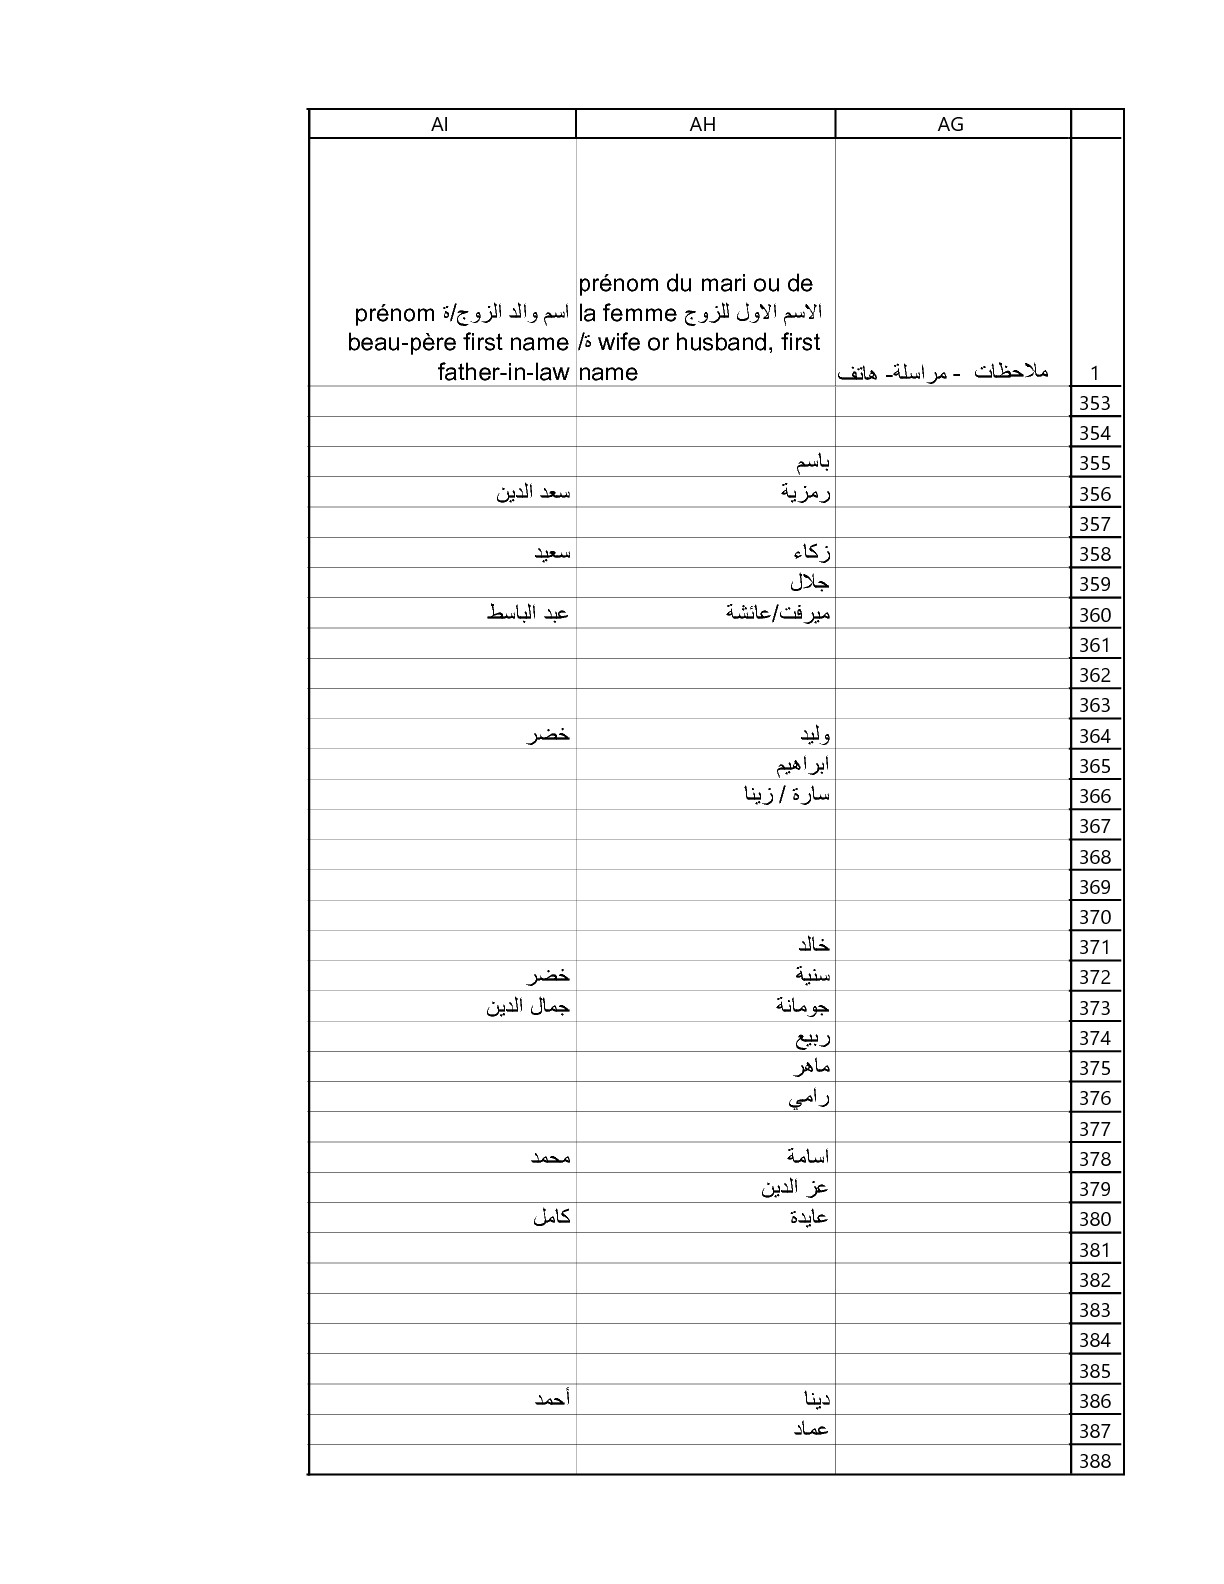 AI AH AG
prénom اسم والد الزوج/ة
beau-père first name
father-in-law
prénom du mari ou de
la femme الاسم الاول للزوج
/ة wife or husband, first
name
ملاحظات - مراسلة- هاتف
1
353
354
355 باسم
356 رمزية سعد الدين
357
358 زكاء سعيد
359 جلال
360 ميرفت/عائشة عبد الباسط
361
362
363
364 وليد خضر
365 ابراهيم
366 سارة / زينا
367
368
369
370
371 خالد
372 سنية خضر
373 جومانة جمال الدين
374 ربيع
375 ماهر
376 رامي
377
378 اسامة محمد
379 عز الدين
380 عايدة كامل
381
382
383
384
385
386 دينا أحمد
387 عماد
388